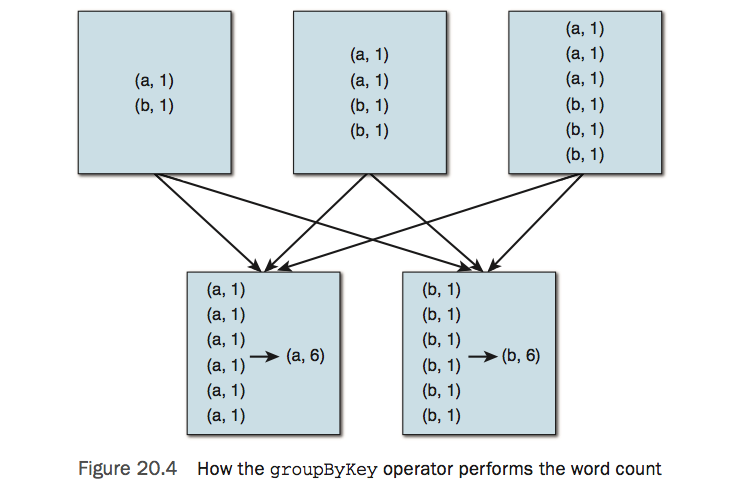 (a, 1)
(b, 1)
(a, 1)
(a, 1)
(b, 1)
(b, 1)
(a, 1)
(a, 1)
(a, 1)
(b, 1)
(b, 1)
(b, 1)
(a, 1)
(a, 1)
(a, 1)
(a, 1)
(a, 1)
(a, 1)
(a, 6)
(b, 1)
(b, 1)
(b, 1)
(b, 1)
(b, 1)
(b, 1)
(b, 6)
Figure 20.4 How the groupByKey operator performs the word count